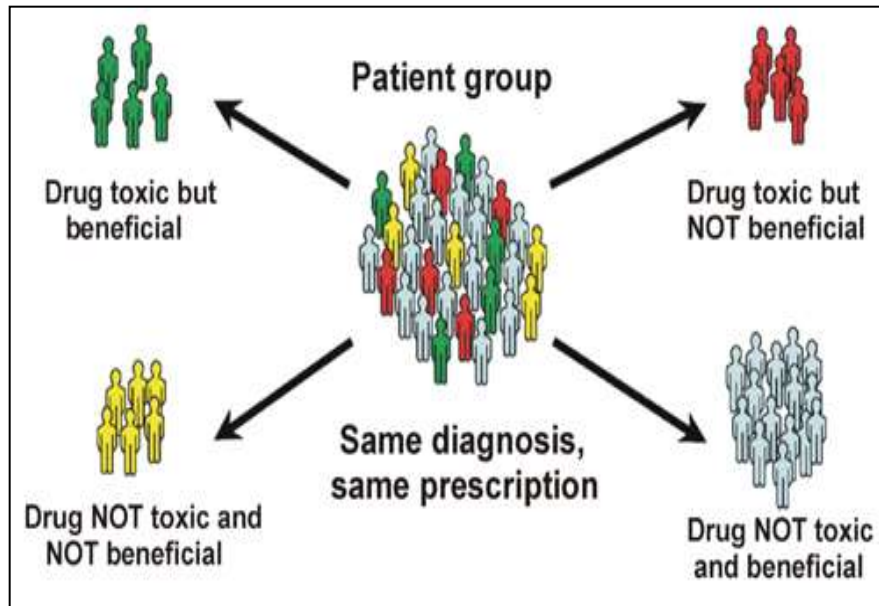 Patient group
Drug toxic but
beneficial
Drug toxic but
NOT beneficial
Same diagnosis,
same prescription
Drug NOT toxic and
NOT beneficial
Drug NOT toxic
and beneficial